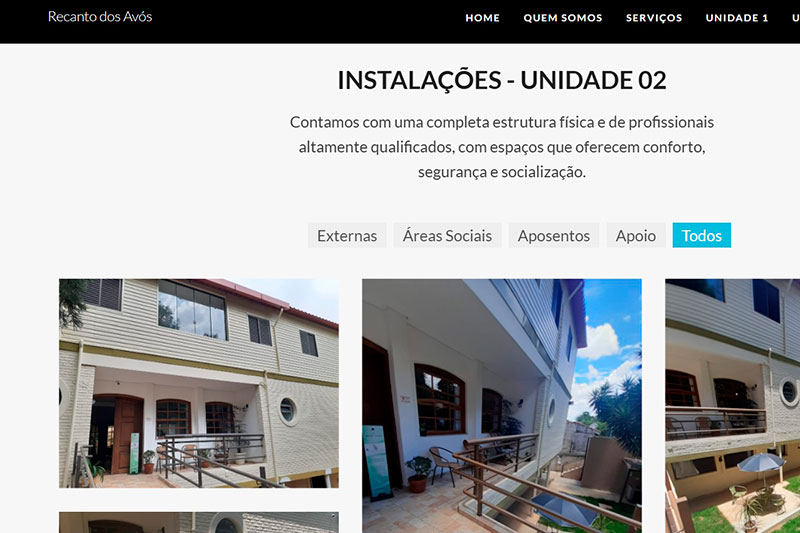 Recanto dos Avós
HOME QUEM SOMOS SERVIÇOS UNIDADE 1 U
INSTALAÇÕES - UNIDADE 02
Contamos com uma completa estrutura física e de profissionais
altamente qualificados, com espaços que oferecem conforto,
segurança e socialização.
Externas Áreas Sociais Aposentos Apoio Todos